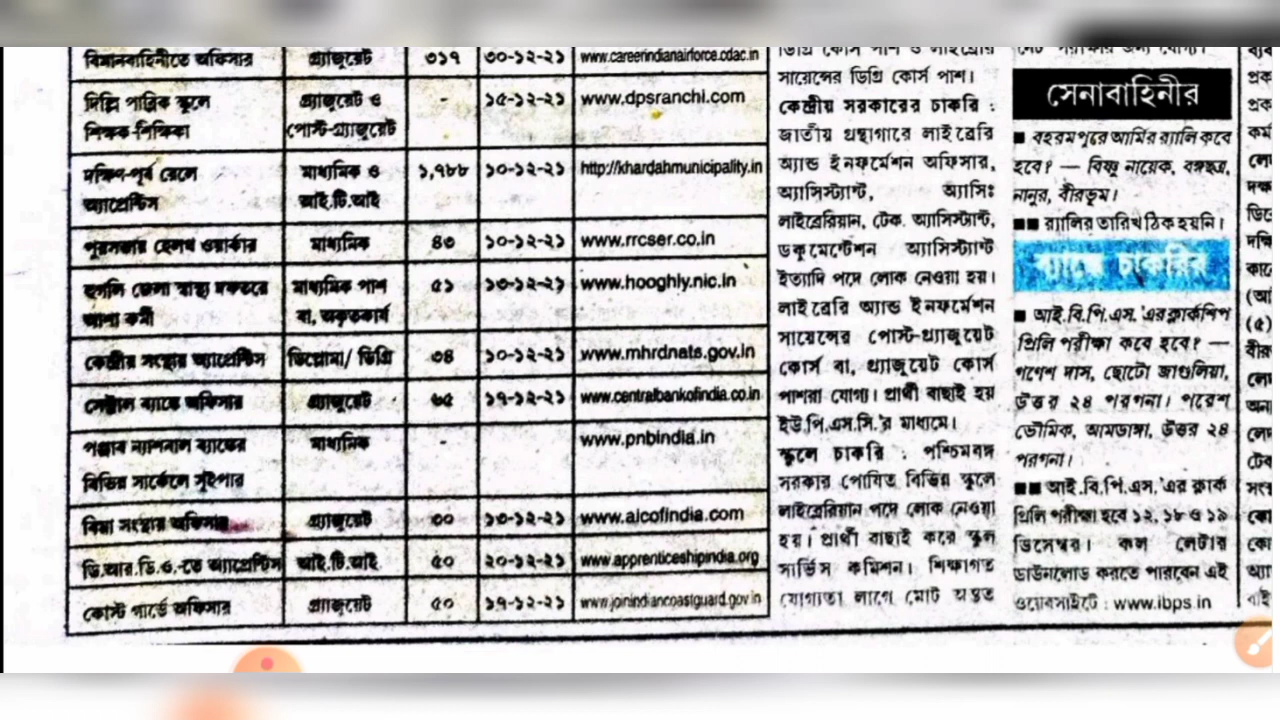 বিমানবাহিনীতে অফিসার গ্র্যাজুয়েট ৩১৭ ৩০-১২-২১ www.careerindianairforce.cdac.in
দিল্লি পাব্লিক স্কুলে গ্র্যাজুয়েট ও - ১৫-১২-২১ www.dpsranchi.com
শিক্ষক-শিক্ষিকা পোস্ট-গ্র্যাজুয়েট
দক্ষিণ-পূর্ব রেলে মাধ্যমিক ও ১,৭৮৮ ১০-১২-২১ http://khardahmunicipality.in
অ্যাপ্রেন্টিস আই.টি.আই
পুরসভায় হেলথ ওয়ার্কার মাধ্যমিক ৪৩ ১০-১২-২১ www.rrcser.co.in
হুগলি জেলা স্বাস্থ্য দফতরে মাধ্যমিক পাশ ৫১ ১৩-১২-২১ www.hooghly.nic.in
আশা কর্মী বা, অকৃতকার্য
কেন্দ্রীয় সংস্থায় অ্যাপ্রেন্টিস ডিপ্লোমা/ ডিগ্রি ৩৪ ১০-১২-২১ www.mhrdnats.gov.in
সেন্ট্রাল ব্যাঙ্কে অফিসার গ্র্যাজুয়েট ৬৫ ১৭-১২-২১ www.centralbankofindia.co.in
পঞ্জাব ন্যাশনাল ব্যাঙ্কের মাধ্যমিক - www.pnbindia.in
বিভিন্ন সার্কেলে সুইপার
বিমা সংস্থায় অফিসার গ্র্যাজুয়েট ৩০ ১৩-১২-২১ www.aicofindia.com
ডি.আর.ডি.ও.-তে অ্যাপ্রেন্টিস আই.টি.আই ৫০ ২০-১২-২১ www.apprenticeshipindia.org
কোস্ট গার্ডে অফিসার গ্র্যাজুয়েট ৫০ ১৭-১২-২১ www.joinindiancoastguard.gov.in
ডিগ্রি কোর্স পাশ ও লাইব্রেরি
সায়েন্সের ডিগ্রি কোর্স পাশ।
কেন্দ্রীয় সরকারের চাকরি :
জাতীয় গ্রন্থাগারে লাইব্রেরি
অ্যান্ড ইনফর্মেশন অফিসার,
অ্যাসিস্ট্যান্ট, অ্যাসিঃ
লাইব্রেরিয়ান, টেক. অ্যাসিস্ট্যান্ট,
ডকুমেন্টেশন অ্যাসিস্ট্যান্ট
ইত্যাদি পদে লোক নেওয়া হয়।
লাইব্রেরি অ্যান্ড ইনফর্মেশন
সায়েন্সের পোস্ট-গ্র্যাজুয়েট
কোর্স বা, গ্র্যাজুয়েট কোর্স
পাশরা যোগ্য। প্রার্থী বাছাই হয়
ইউ.পি.এস.সি.'র মাধ্যমে।
স্কুলে চাকরি : পশ্চিমবঙ্গ
সরকার পোষিত বিভিন্ন স্কুলে
লাইব্রেরিয়ান পদে লোক নেওয়া
হয়। প্রার্থী বাছাই করে স্কুল
সার্ভিস কমিশন। শিক্ষাগত
যোগ্যতা লাগে মোট অন্তত
সেনাবাহিনীর
■ বহরমপুরে আর্মির র‍্যালি কবে
হবে? — বিষ্ণু নায়েক, বঙ্গছত্র,
নানুর, বীরভূম।
■■ র‍্যালির তারিখ ঠিক হয়নি।
ব্যাঙ্কে চাকরির
■ আই.বি.পি.এস. এর ক্লার্কশিপ
প্রিলি পরীক্ষা কবে হবে? —
গণেশ দাস, ছোটো জাগুলিয়া,
উত্তর ২৪ পরগনা। পরেশ
ভৌমিক, আমডাঙ্গা, উত্তর ২৪
পরগনা।
■■ আই.বি.পি.এস.'এর ক্লার্ক
প্রিলি পরীক্ষা হবে ১২, ১৮ ও ১৯
ডিসেম্বর। কল লেটার
ডাউনলোড করতে পারবেন এই
ওয়েবসাইটে : www.ibps.in